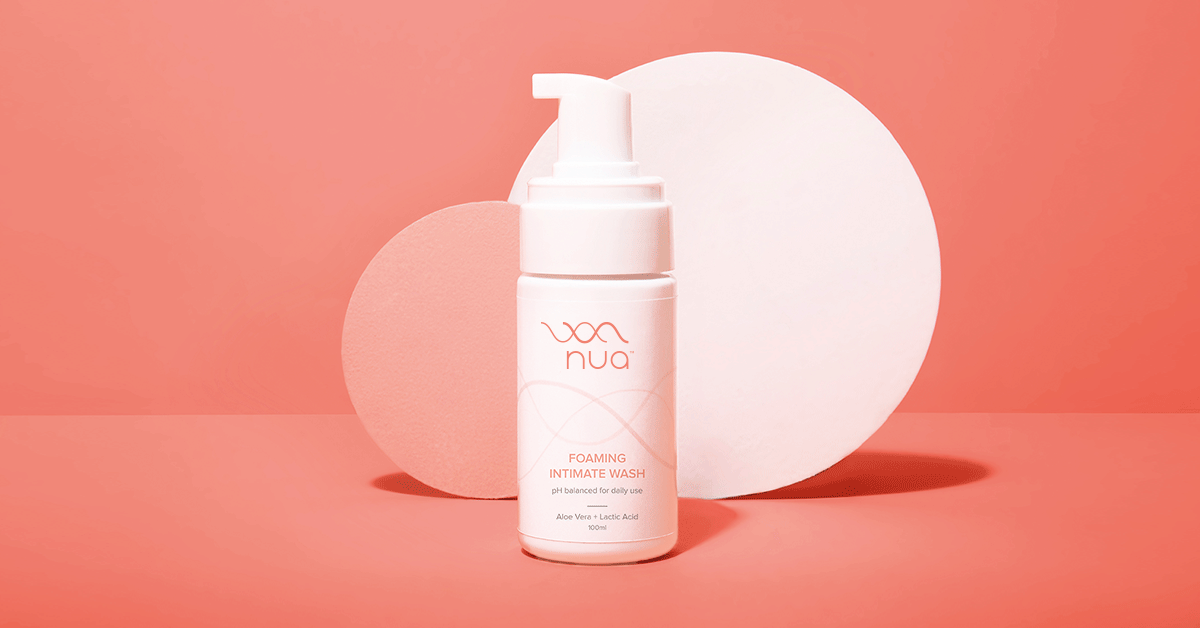 nua™
FOAMING
INTIMATE WASH
pH balanced for daily use
Aloe Vera + Lactic Acid
100ml